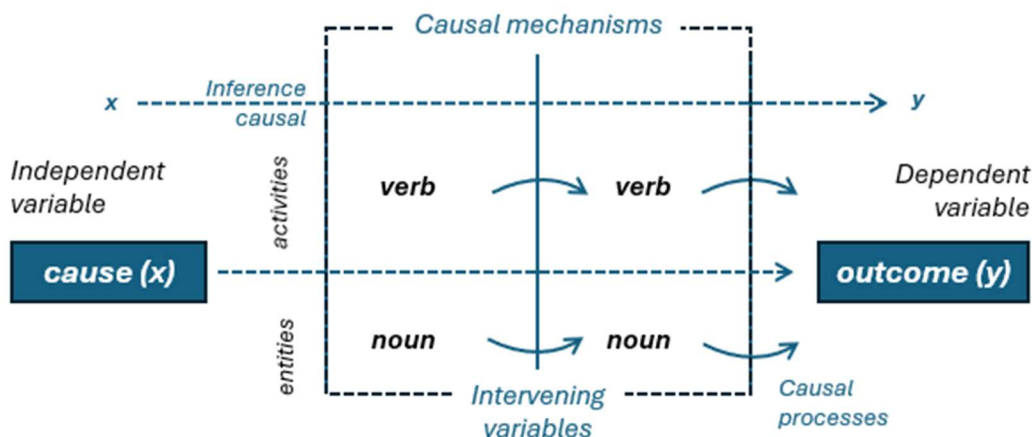 Causal mechanisms
Inference
causal
x
y
Independent
variable
activities
verb
verb
Dependent
variable
cause (x)
outcome (y)
entities
noun
noun
Intervening
variables
Causal
processes